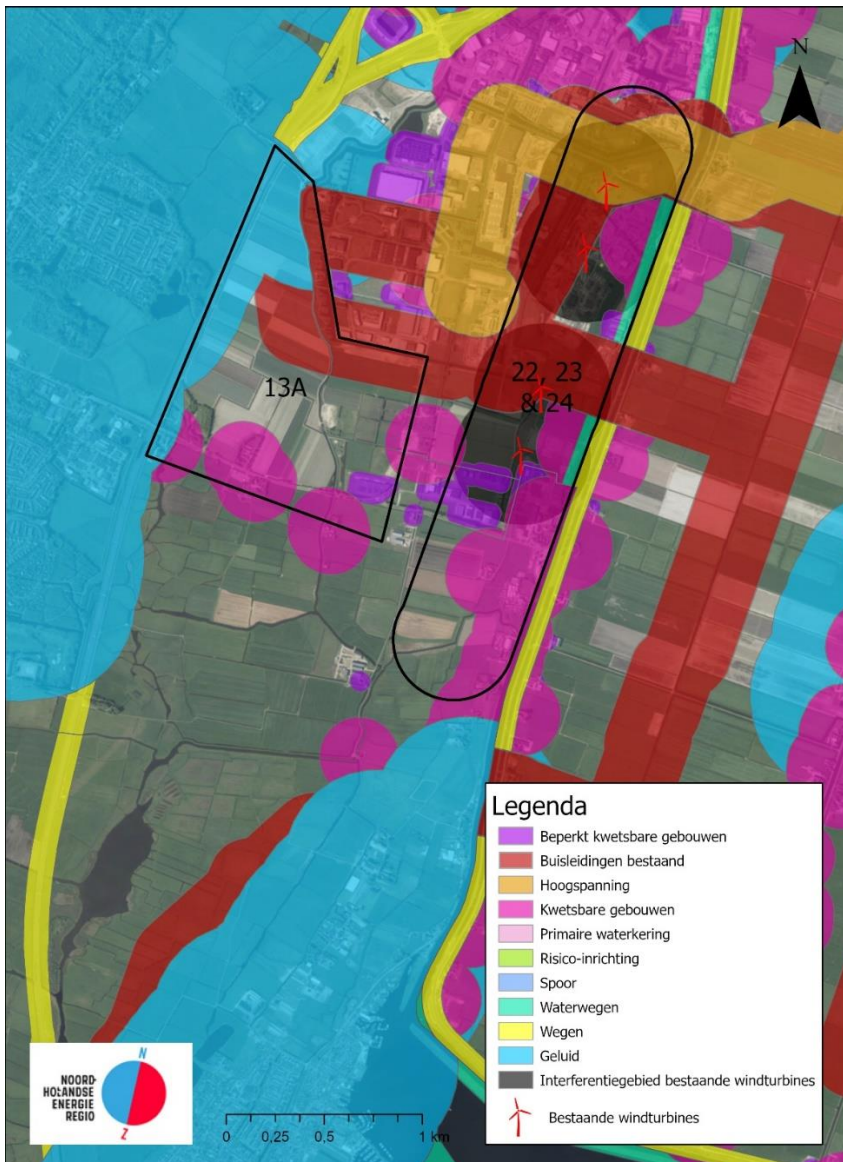 N
13A
22, 23
& 24
Legenda
Beperkt kwetsbare gebouwen
Buisleidingen bestaand
Hoogspanning
Kwetsbare gebouwen
Primaire waterkering
Risico-inrichting
Spoor
Waterwegen
Wegen
Geluid
Interferentiegebied bestaande windturbines
Bestaande windturbines
N
NOORD-
HOLLANDSE
ENERGIE
REGIO
Z
0 0,25 0,5 1 km